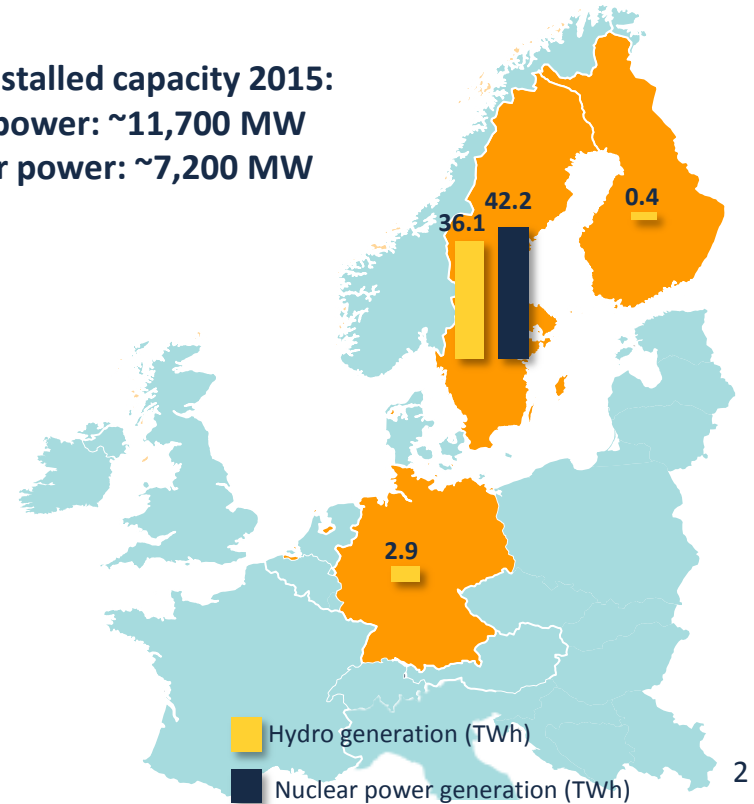 stalled capacity 2015:
power: ~11,700 MW
r power: ~7,200 MW
42.2
36.1
0.4
2.9
Hydro generation (TWh)
Nuclear power generation (TWh)
2